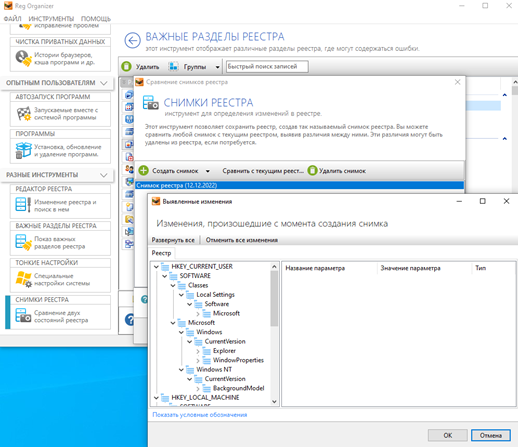 Reg Organizer
ФАЙЛ ИНСТРУМЕНТЫ ПОМОЩЬ
исправление проблем
ЧИСТКА ПРИВАТНЫХ ДАННЫХ
Истории браузеров,
кэша программ и др.
ОПЫТНЫМ ПОЛЬЗОВАТЕЛЯМ
АВТОЗАПУСК ПРОГРАММ
Запускаемые вместе с
системой программы
ПРОГРАММЫ
Установка, обновление
и удаление программ.
РАЗНЫЕ ИНСТРУМЕНТЫ
РЕДАКТОР РЕЕСТРА
Изменение реестра и
поиск в нем
ВАЖНЫЕ РАЗДЕЛЫ РЕЕСТРА
Показ важных
разделов реестра
ТОНКИЕ НАСТРОЙКИ
Специальные
настройки системы
СНИМКИ РЕЕСТРА
Сравнение двух
состояний реестра
ВАЖНЫЕ РАЗДЕЛЫ РЕЕСТРА
этот инструмент отображает различные разделы реестра, где могут содержаться ошибки.
Удалить Группы Быстрый поиск записей
Сравнение снимков реестра
СНИМКИ РЕЕСТРА
инструмент для определения изменений в реестре.
Этот инструмент позволяет сохранить реестр, создав так называемый снимок реестра. Вы можете
сравнить любой снимок с текущим реестром, выявив различия между ними. Эти различия могут быть
удалены из реестра, если потребуется.
Создать снимок Сравнить с текущим реест... Удалить снимок
Снимок реестра (12.12.2022)
Выявленные изменения
Изменения, произошедшие с момента создания снимка
Развернуть все Отменить все изменения
Реестр
HKEY_CURRENT_USER
SOFTWARE
Classes
Local Settings
Software
Microsoft
Microsoft
Windows
CurrentVersion
Explorer
WindowProperties
Windows NT
CurrentVersion
BackgroundModel
HKEY_LOCAL_MACHINE
Название параметра Значение параметра Тип
Показать условные обозначения
OK Отмена